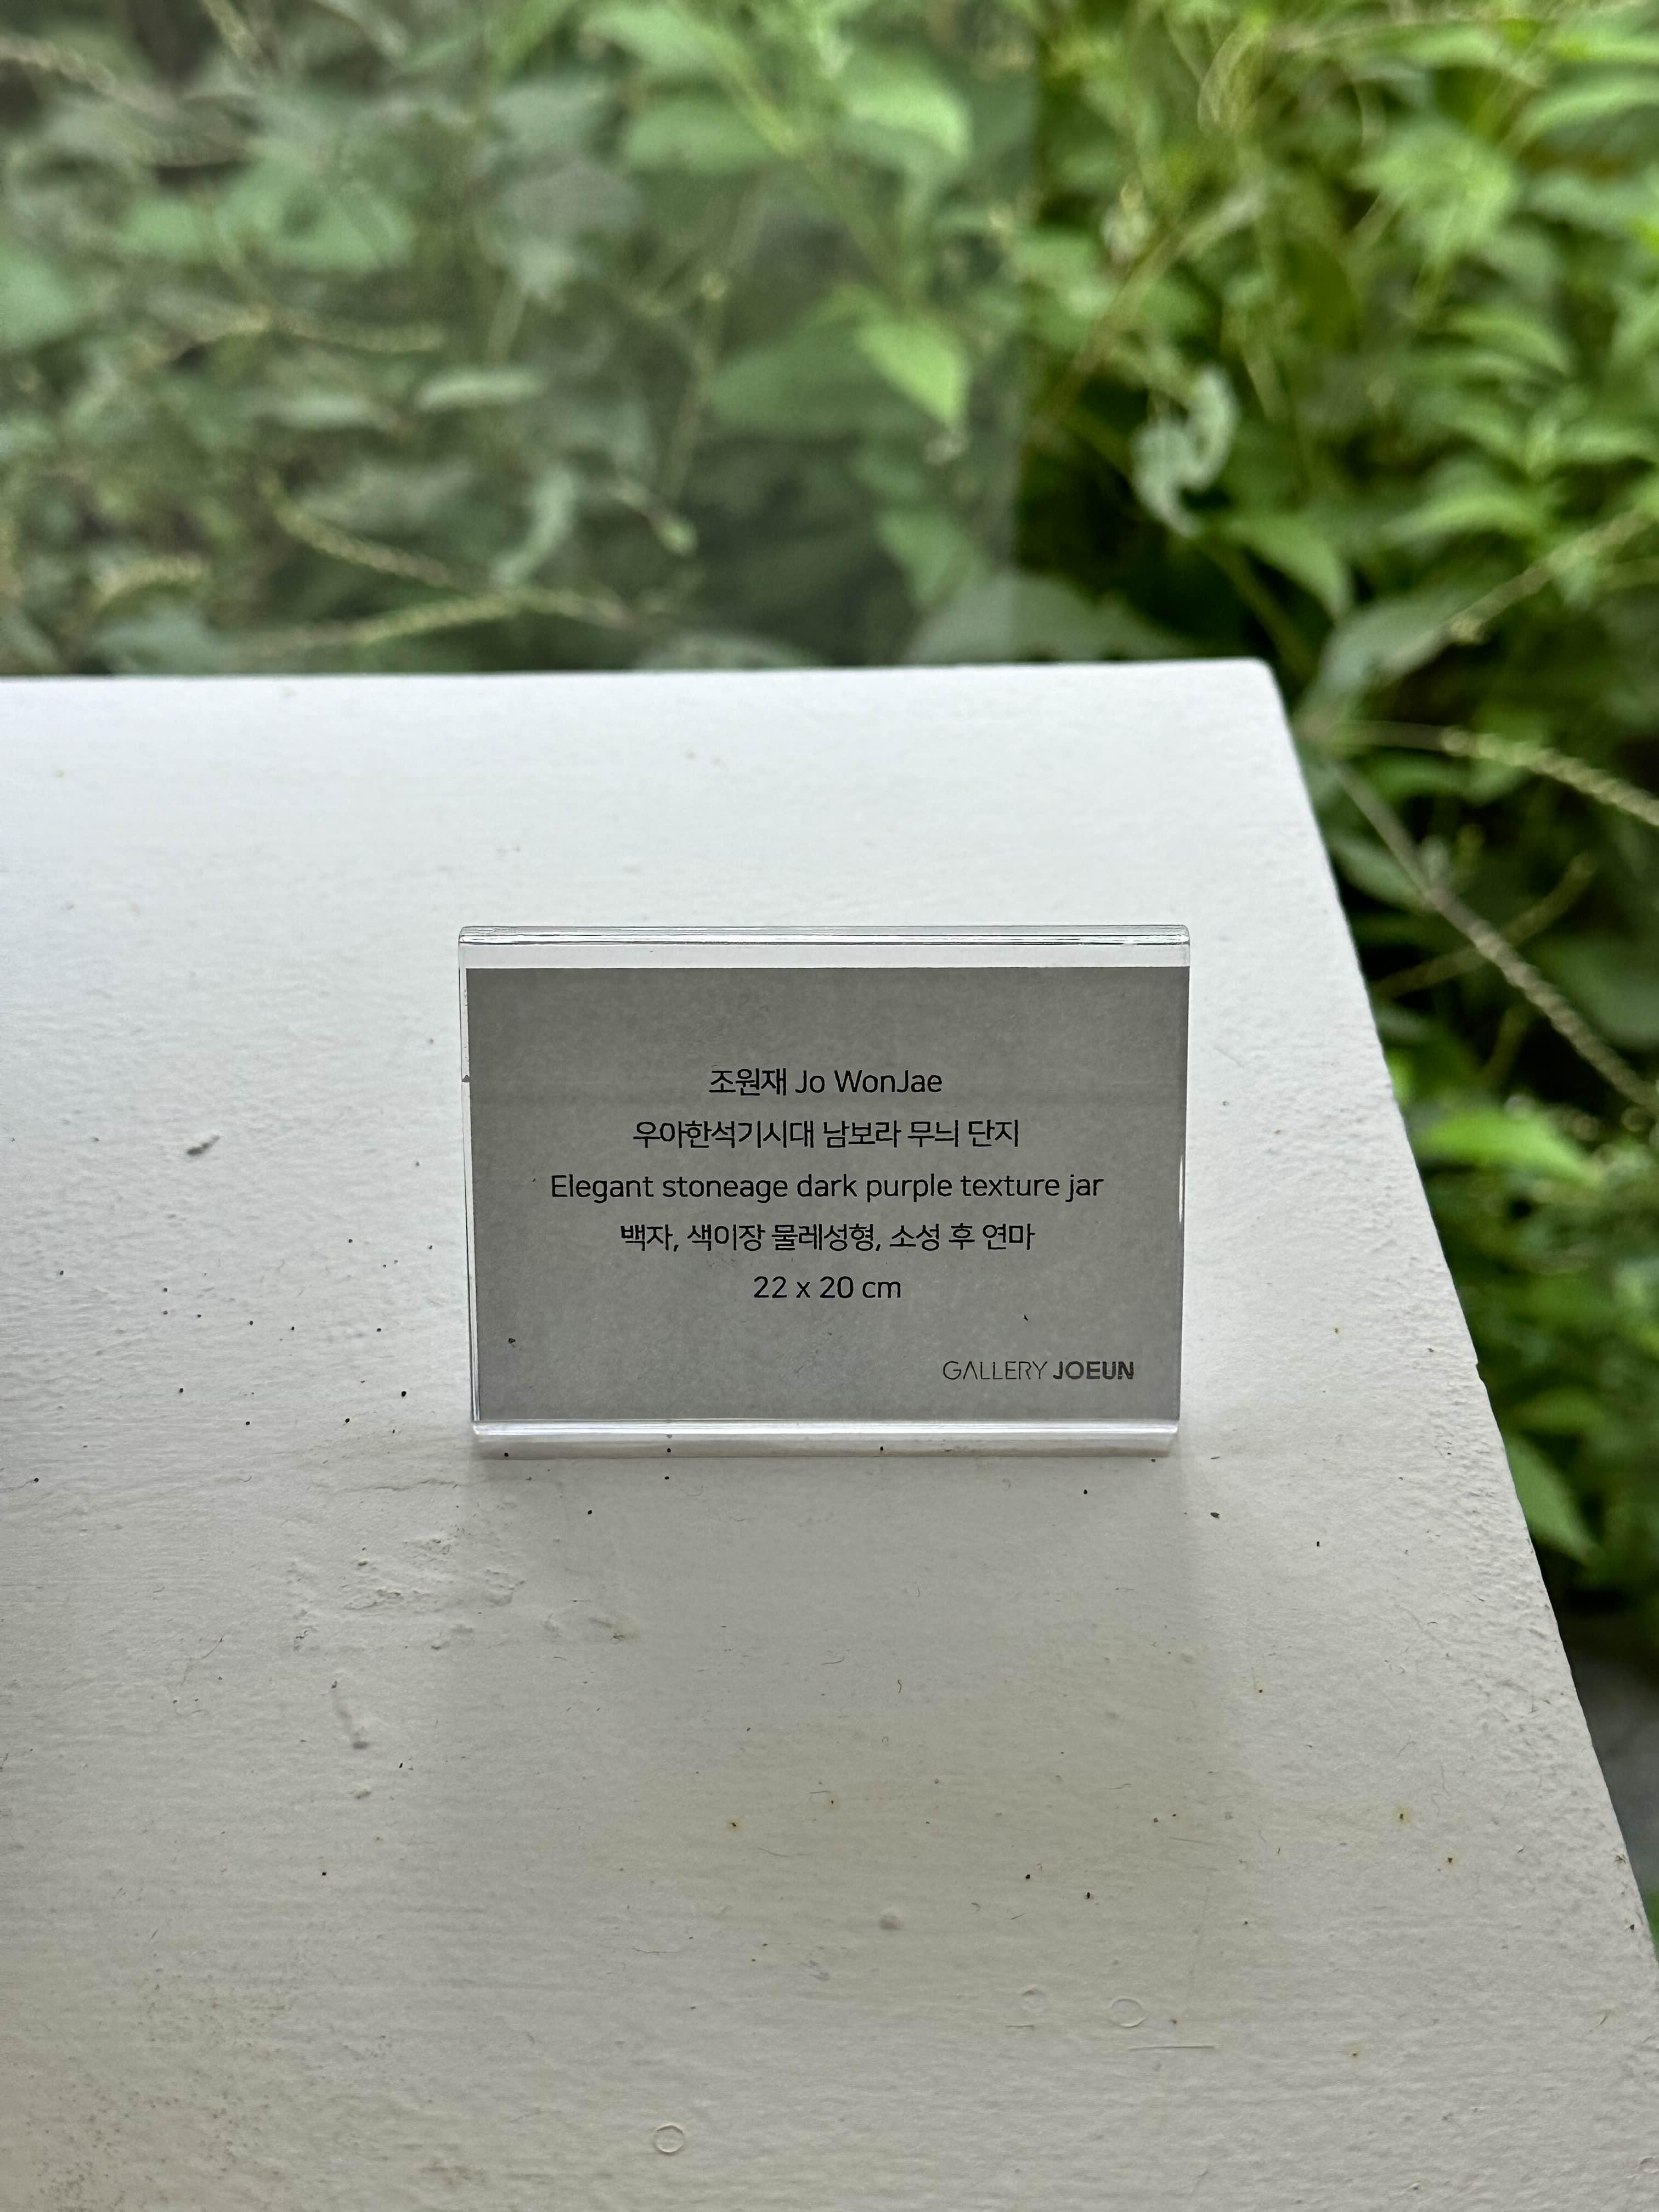 조원재 Jo WonJae
우아한석기시대 남보라 무늬 단지
Elegant stoneage dark purple texture jar
백자, 색이장 물레성형, 소성 후 연마
22 x 20 cm
GALLERY JOEUN